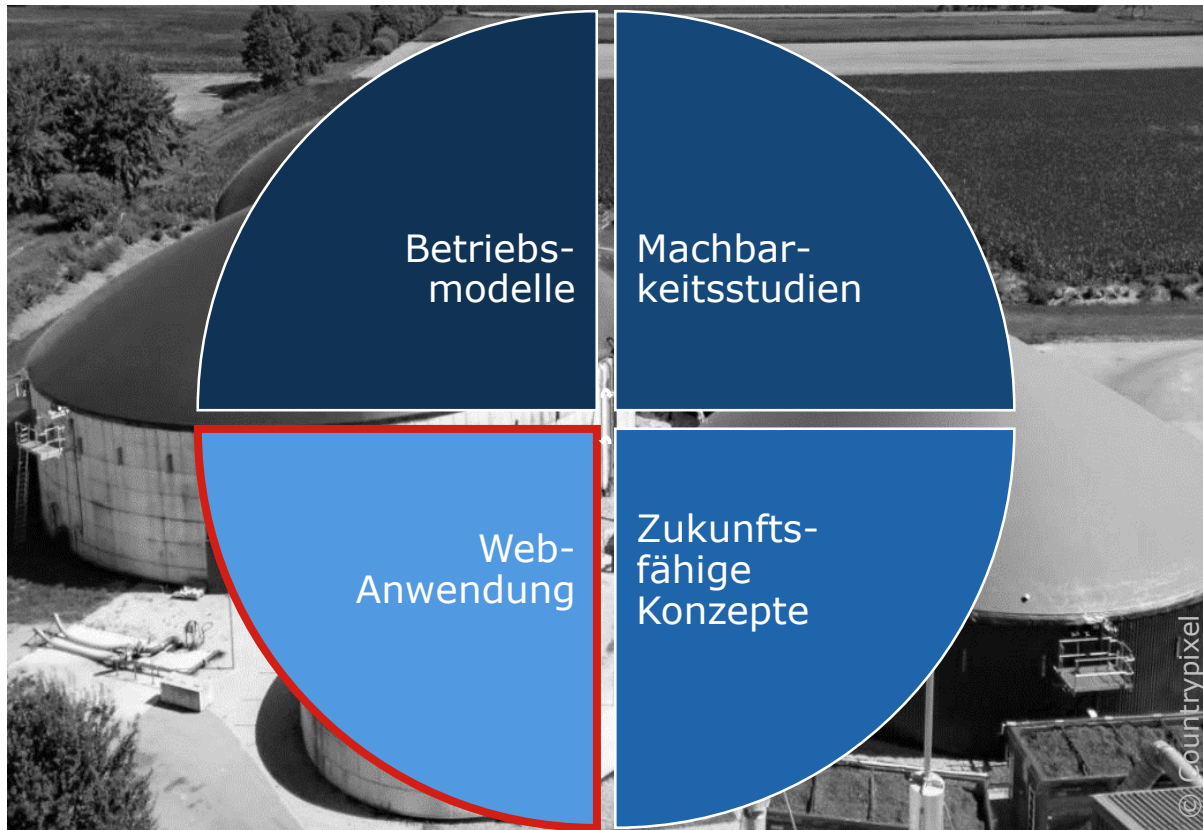 Betriebs-
modelle
Machbar-
keitsstudien
Web-
Anwendung
Zukunfts-
fähige
Konzepte
© Countrypixel